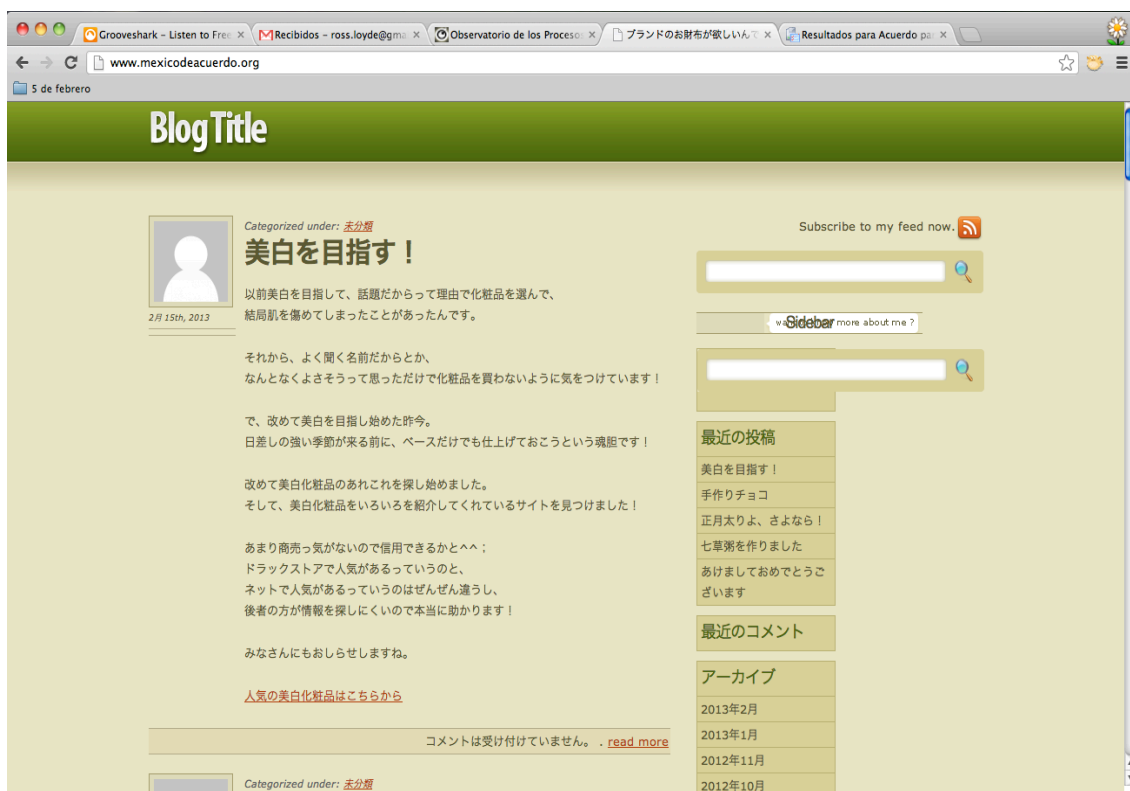 Grooveshark – Listen to Free
Recibidos – ross.loyde@gma
Observatorio de los Procesos
ブランドのお財布が欲しいんで
Resultados para Acuerdo pa
www.mexicodeacuerdo.org
5 de febrero
Blog Title
Categorized under: 未分類
美白を目指す！
2月 15th, 2013
以前美白を目指して、話題だからって理由で化粧品を選んで、
結局肌を傷めてしまったことがあったんです。
それから、よく聞く名前だからとか、
なんとなくよさそうって思っただけで化粧品を買わないように気をつけています！
で、改めて美白を目指し始めた昨今。
日差しの強い季節が来る前に、ベースだけでも仕上げておこうという魂胆です！
改めて美白化粧品のあれこれを探し始めました。
そして、美白化粧品をいろいろを紹介してくれているサイトを見つけました！
あまり商売っ気がないので信用できるかと^^；
ドラックストアで人気があるっていうのと、
ネットで人気があるっていうのはぜんぜん違うし、
後者の方が情報を探しにくいので本当に助かります！
みなさんにもおしらせしますね。
人気の美白化粧品はこちらから
コメントは受け付けていません。 . read more
Categorized under: 未分類
Subscribe to my feed now.
Sidebar
more about me ?
最近の投稿
美白を目指す！
手作りチョコ
正月太りよ、さよなら！
七草粥を作りました
あけましておめでとうご
ざいます
最近のコメント
アーカイブ
2013年2月
2013年1月
2012年11月
2012年10月